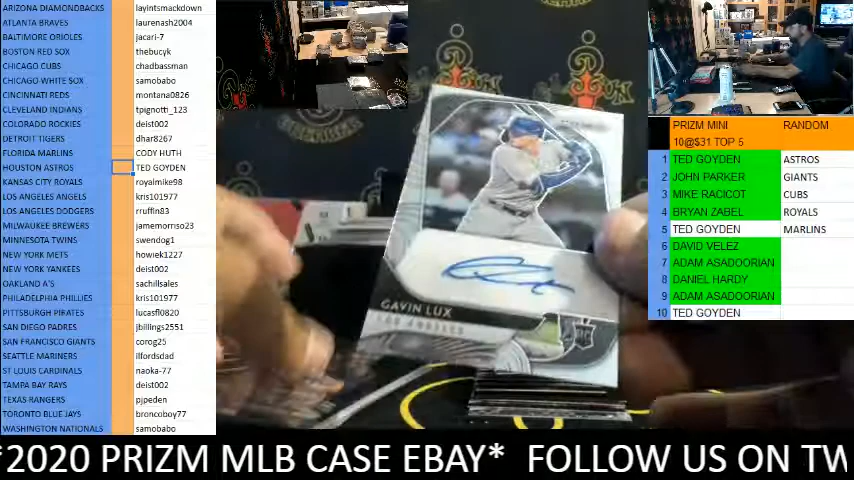 ARIZONA DIAMONDBACKS layintsmackdown
ATLANTA BRAVES laurenash2004
BALTIMORE ORIOLES jacari-7
BOSTON RED SOX thebucyk
CHICAGO CUBS chadbassman
CHICAGO WHITE SOX samobabo
CINCINNATI REDS montana0826
CLEVELAND INDIANS tpignotti_123
COLORADO ROCKIES deist002
DETROIT TIGERS dhar8267
FLORIDA MARLINS CODY HUTH
HOUSTON ASTROS TED GOYDEN
KANSAS CITY ROYALS royalmike98
LOS ANGELES ANGELS kris101977
LOS ANGELES DODGERS rruffin83
MILWAUKEE BREWERS jamemorriso23
MINNESOTA TWINS swendog1
NEW YORK METS howiek1227
NEW YORK YANKEES deist002
OAKLAND A'S sachillsales
PHILADELPHIA PHILLIES kris101977
PITTSBURGH PIRATES lucasfl0820
SAN DIEGO PADRES jbillings2551
SAN FRANCISCO GIANTS corog25
SEATTLE MARINERS ilfordsdad
ST LOUIS CARDINALS naoka-77
TAMPA BAY RAYS deist002
TEXAS RANGERS pjpeden
TORONTO BLUE JAYS broncoboy77
WASHINGTON NATIONALS samobabo
GAVIN LUX
LOS ANGELES
RC
PRIZM MINI RANDOM
10@$31 TOP 5
1 TED GOYDEN ASTROS
2 JOHN PARKER GIANTS
3 MIKE RACICOT CUBS
4 BRYAN ZABEL ROYALS
5 TED GOYDEN MARLINS
6 DAVID VELEZ
7 ADAM ASADOORIAN
8 DANIEL HARDY
9 ADAM ASADOORIAN
10 TED GOYDEN
*2020 PRIZM MLB CASE EBAY* FOLLOW US ON TW